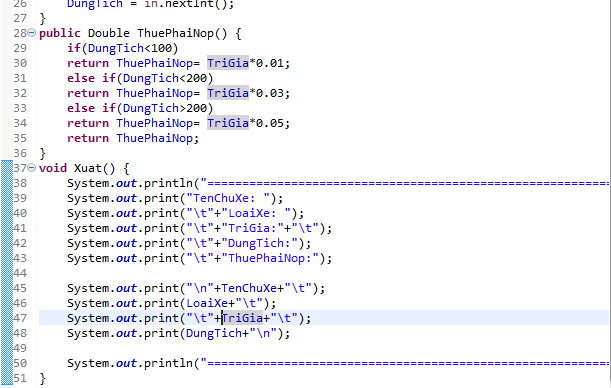 26 DungTich = in.nextInt();
27 }
28 public Double ThuePhaiNop() {
29 if(DungTich<100)
30 return ThuePhaiNop= TriGia*0.01;
31 else if(DungTich<200)
32 return ThuePhaiNop= TriGia*0.03;
33 else if(DungTich>200)
34 return ThuePhaiNop= TriGia*0.05;
35 return ThuePhaiNop;
36 }
37 void Xuat() {
38 System.out.println("=======================================================
39 System.out.print("TenChuXe: ");
40 System.out.print("\t"+"LoaiXe: ");
41 System.out.print("\t"+"TriGia:"+"\t");
42 System.out.print("\t"+"DungTich:");
43 System.out.print("\t"+"ThuePhaiNop:");
44
45 System.out.print("\n"+TenChuXe+"\t");
46 System.out.print(LoaiXe+"\t");
47 System.out.print("\t"+TriGia+"\t");
48 System.out.print(DungTich+"\n");
49
50 System.out.println("=======================================================
51 }